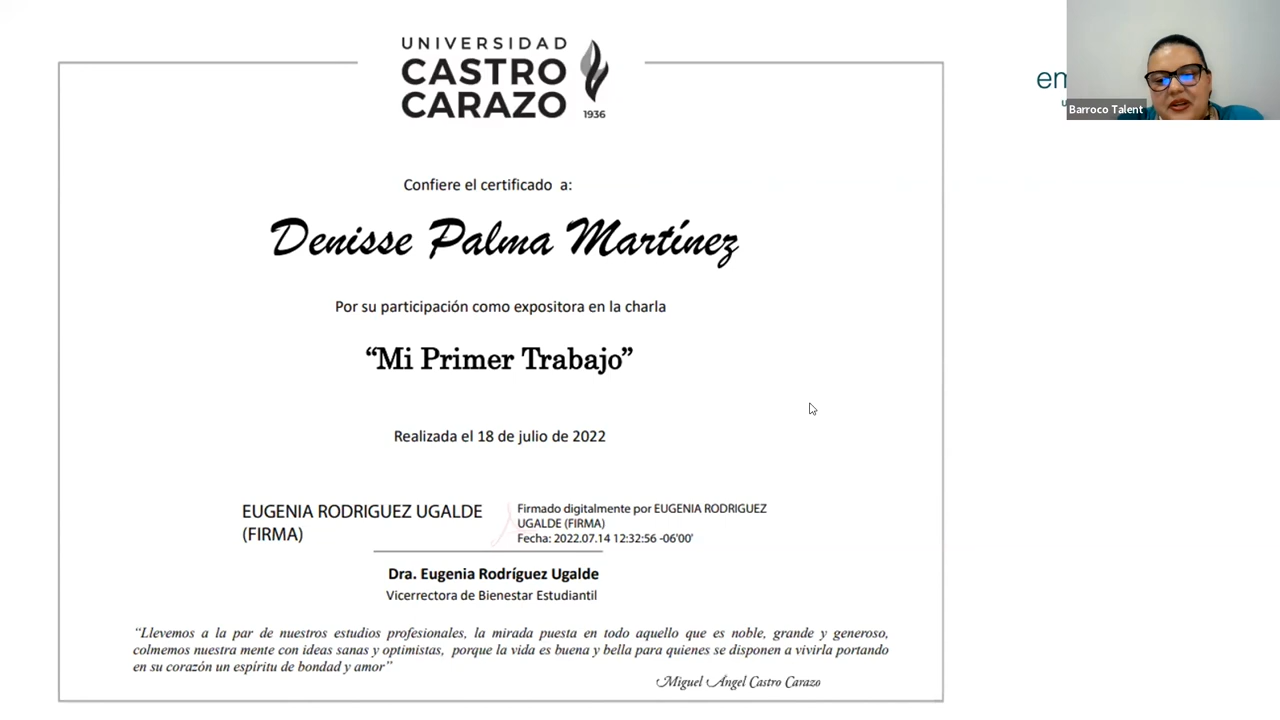 UNIVERSIDAD
CASTRO
CARAZO
1936
em
Barroco Talent
Confiere el certificado a:
Denisse Palma Martínez
Por su participación como expositora en la charla
“Mi Primer Trabajo”
Realizada el 18 de julio de 2022
EUGENIA RODRIGUEZ UGALDE
(FIRMA)
Firmado digitalmente por EUGENIA RODRIGUEZ
UGALDE (FIRMA)
Fecha: 2022.07.14 12:32:56 -06'00'
Dra. Eugenia Rodríguez Ugalde
Vicerrectora de Bienestar Estudiantil
“Llevemos a la par de nuestros estudios profesionales, la mirada puesta en todo aquello que es noble, grande y generoso,
colmemos nuestra mente con ideas sanas y optimistas, porque la vida es buena y bella para quienes se disponen a vivirla portando
en su corazón un espíritu de bondad y amor”
Miguel Ángel Castro Carazo